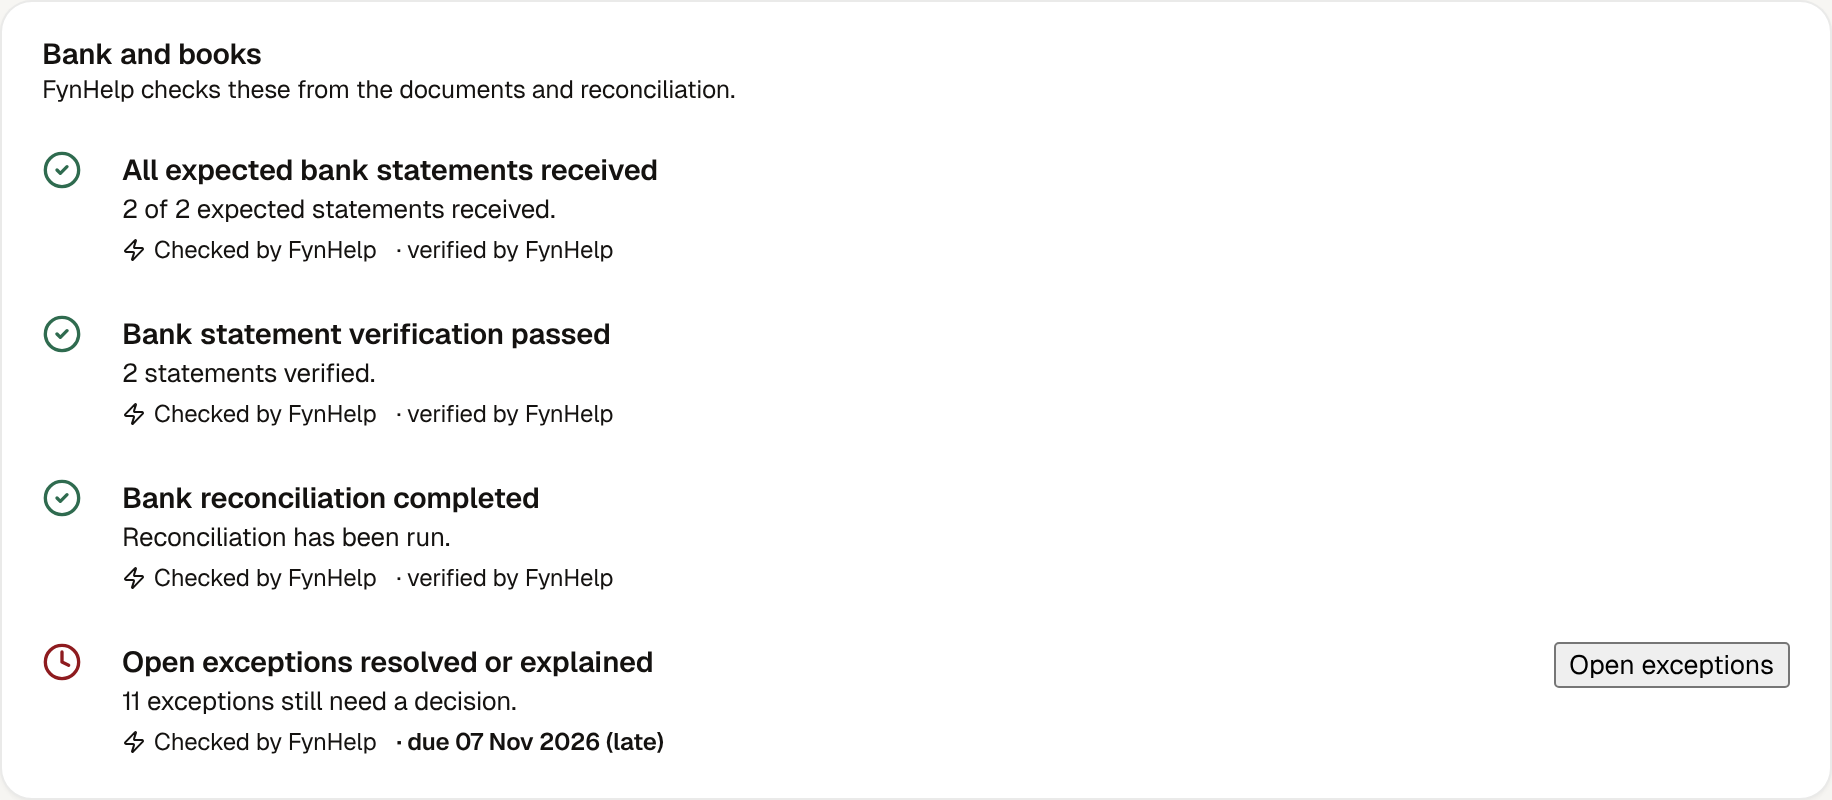 Bank and books
FynHelp checks these from the documents and reconciliation.
All expected bank statements received
2 of 2 expected statements received.
Checked by FynHelp · verified by FynHelp
Bank statement verification passed
2 statements verified.
Checked by FynHelp · verified by FynHelp
Bank reconciliation completed
Reconciliation has been run.
Checked by FynHelp · verified by FynHelp
Open exceptions resolved or explained
Open exceptions
11 exceptions still need a decision.
Checked by FynHelp · due 07 Nov 2026 (late)